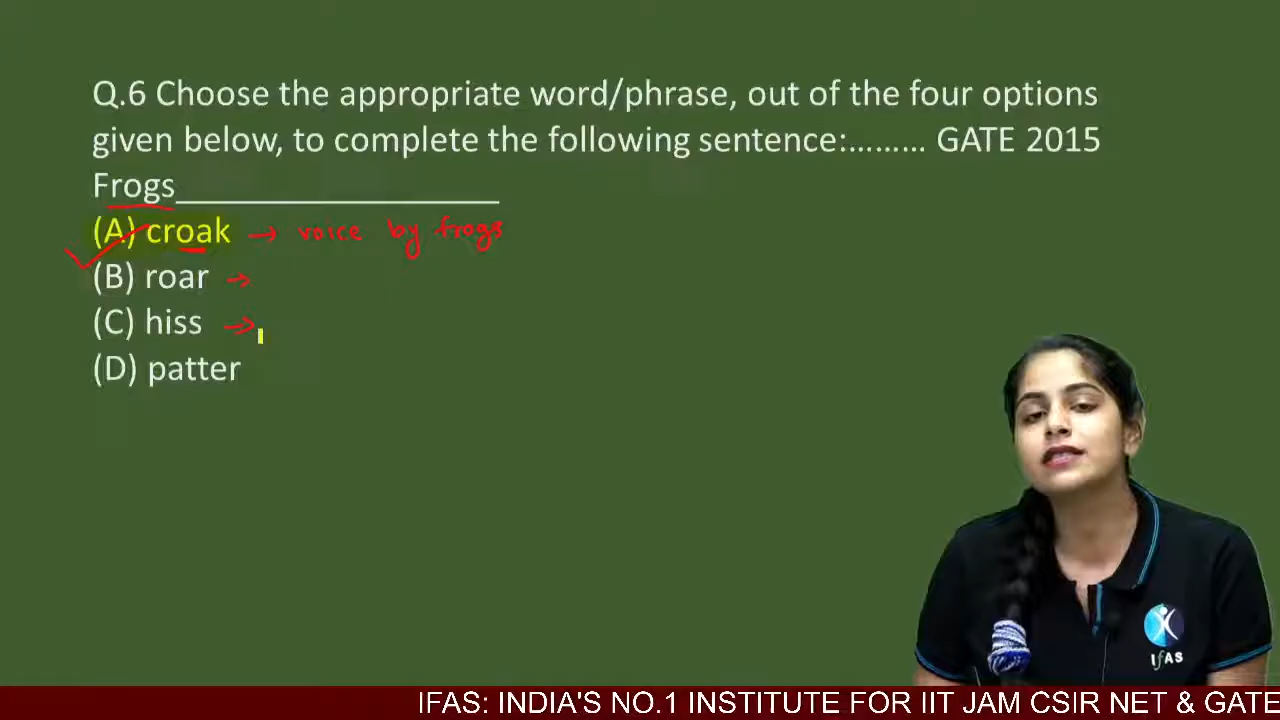 Q.6 Choose the appropriate word/phrase, out of the four options
given below, to complete the following sentence:......... GATE 2015
Frogs____________________
(A) croak → voice by frogs
(B) roar →
(C) hiss →
(D) patter
IFAS
IFAS: INDIA'S NO.1 INSTITUTE FOR IIT JAM CSIR NET & GATE